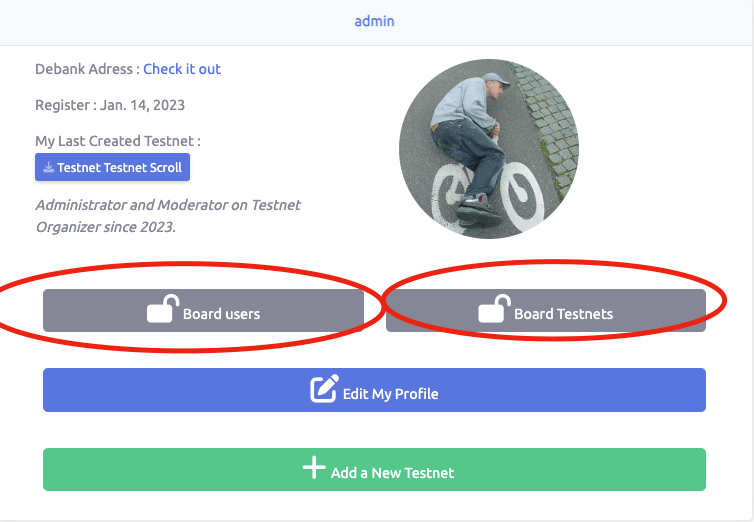 admin
Debank Adress : Check it out
Register : Jan. 14, 2023
My Last Created Testnet :
Testnet Testnet Scroll
Administrator and Moderator on Testnet
Organizer since 2023.
Board users
Board Testnets
Edit My Profile
Add a New Testnet